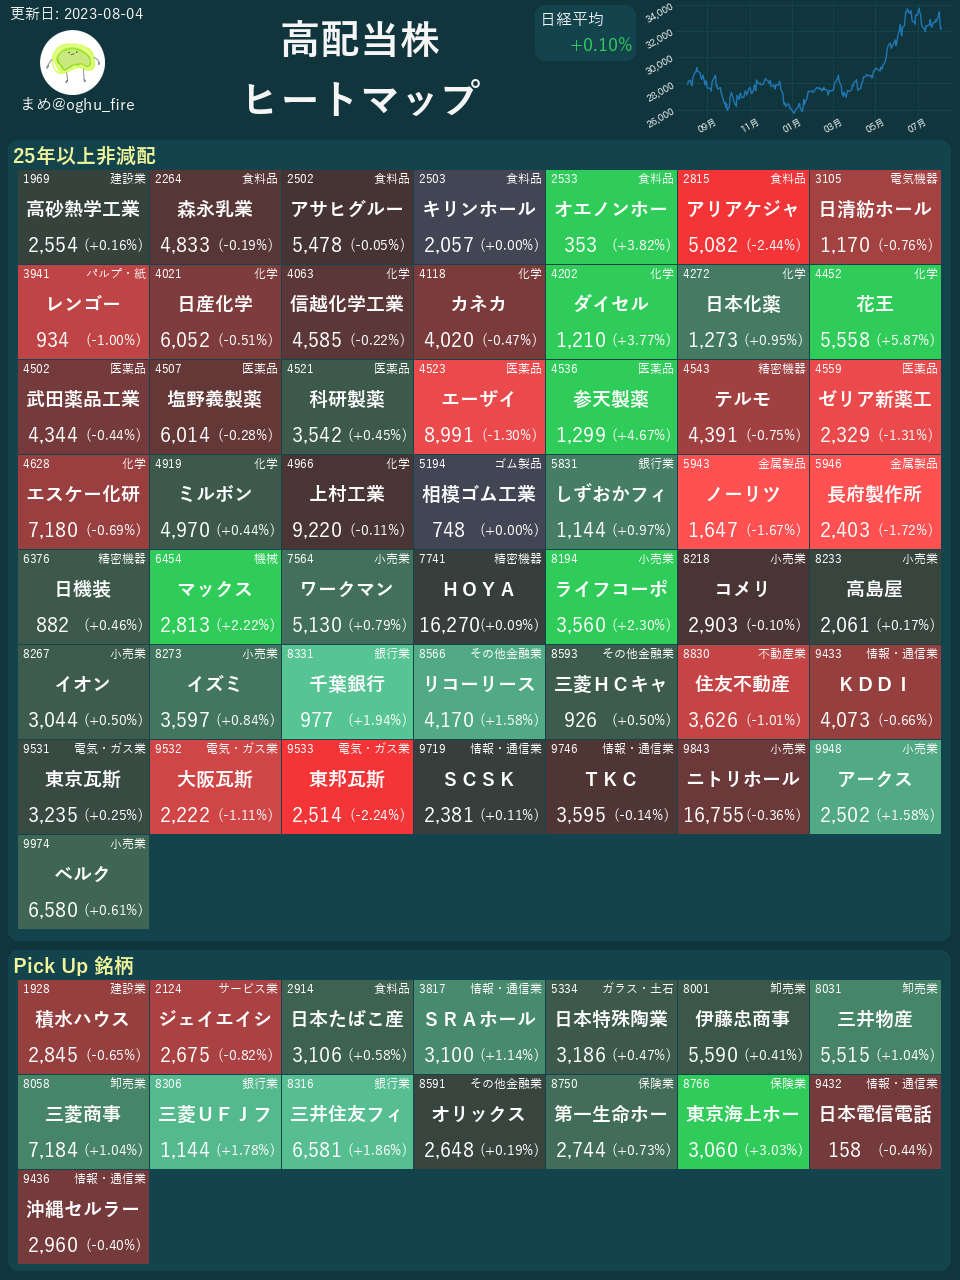 更新日: 2023-08-04
まめ@oghu_fire
高配当株
ヒートマップ
日経平均
+0.10%
34,000
32,000
30,000
28,000
26,000
09月 11月 01月 03月 05月 07月
25年以上非減配
1969 建設業 2264 食料品 2502 食料品 2503 食料品 2533 食料品 2815 食料品 3105 電気機器
高砂熱学工業 森永乳業 アサヒグルー キリンホール オエノンホー アリアケジャ 日清紡ホール
2,554 (+0.16%) 4,833 (-0.19%) 5,478 (-0.05%) 2,057 (+0.00%) 353 (+3.82%) 5,082 (-2.44%) 1,170 (-0.76%)
3941 パルプ・紙 4021 化学 4063 化学 4118 化学 4202 化学 4272 化学 4452 化学
レンゴー 日産化学 信越化学工業 カネカ ダイセル 日本化薬 花王
934 (-1.00%) 6,052 (-0.51%) 4,585 (-0.22%) 4,020 (-0.47%) 1,210 (+3.77%) 1,273 (+0.95%) 5,558 (+5.87%)
4502 医薬品 4507 医薬品 4521 医薬品 4523 医薬品 4536 医薬品 4543 精密機器 4559 医薬品
武田薬品工業 塩野義製薬 科研製薬 エーザイ 参天製薬 テルモ ゼリア新薬工
4,344 (-0.44%) 6,014 (-0.28%) 3,542 (+0.45%) 8,991 (-1.30%) 1,299 (+4.67%) 4,391 (-0.75%) 2,329 (-1.31%)
4628 化学 4919 化学 4966 化学 5194 ゴム製品 5831 銀行業 5943 金属製品 5946 金属製品
エスケー化研 ミルボン 上村工業 相模ゴム工業 しずおかフィ ノーリツ 長府製作所
7,180 (-0.69%) 4,970 (+0.44%) 9,220 (-0.11%) 748 (+0.00%) 1,144 (+0.97%) 1,647 (-1.67%) 2,403 (-1.72%)
6376 精密機器 6454 機械 7564 小売業 7741 精密機器 8194 小売業 8218 小売業 8233 小売業
日機装 マックス ワークマン ＨＯＹＡ ライフコーポ コメリ 高島屋
882 (+0.46%) 2,813 (+2.22%) 5,130 (+0.79%) 16,270(+0.09%) 3,560 (+2.30%) 2,903 (-0.10%) 2,061 (+0.17%)
8267 小売業 8273 小売業 8331 銀行業 8566 その他金融業 8593 その他金融業 8830 不動産業 9433 情報・通信業
イオン イズミ 千葉銀行 リコーリース 三菱ＨＣキャ 住友不動産 ＫＤＤＩ
3,044 (+0.50%) 3,597 (+0.84%) 977 (+1.94%) 4,170 (+1.58%) 926 (+0.50%) 3,626 (-1.01%) 4,073 (-0.66%)
9531 電気・ガス業 9532 電気・ガス業 9533 電気・ガス業 9719 情報・通信業 9746 情報・通信業 9843 小売業 9948 小売業
東京瓦斯 大阪瓦斯 東邦瓦斯 ＳＣＳＫ ＴＫＣ ニトリホール アークス
3,235 (+0.25%) 2,222 (-1.11%) 2,514 (-2.24%) 2,381 (+0.11%) 3,595 (-0.14%) 16,755(-0.36%) 2,502 (+1.58%)
9974 小売業
ベルク
6,580 (+0.61%)
Pick Up 銘柄
1928 建設業 2124 サービス業 2914 食料品 3817 情報・通信業 5334 ガラス・土石 8001 卸売業 8031 卸売業
積水ハウス ジェイエイシ 日本たばこ産 ＳＲＡホール 日本特殊陶業 伊藤忠商事 三井物産
2,845 (-0.65%) 2,675 (-0.82%) 3,106 (+0.58%) 3,100 (+1.14%) 3,186 (+0.47%) 5,590 (+0.41%) 5,515 (+1.04%)
8058 卸売業 8306 銀行業 8316 銀行業 8591 その他金融業 8750 保険業 8766 保険業 9432 情報・通信業
三菱商事 三菱ＵＦＪフ 三井住友フィ オリックス 第一生命ホー 東京海上ホー 日本電信電話
7,184 (+1.04%) 1,144 (+1.78%) 6,581 (+1.86%) 2,648 (+0.19%) 2,744 (+0.73%) 3,060 (+3.03%) 158 (-0.44%)
9436 情報・通信業
沖縄セルラー
2,960 (-0.40%)